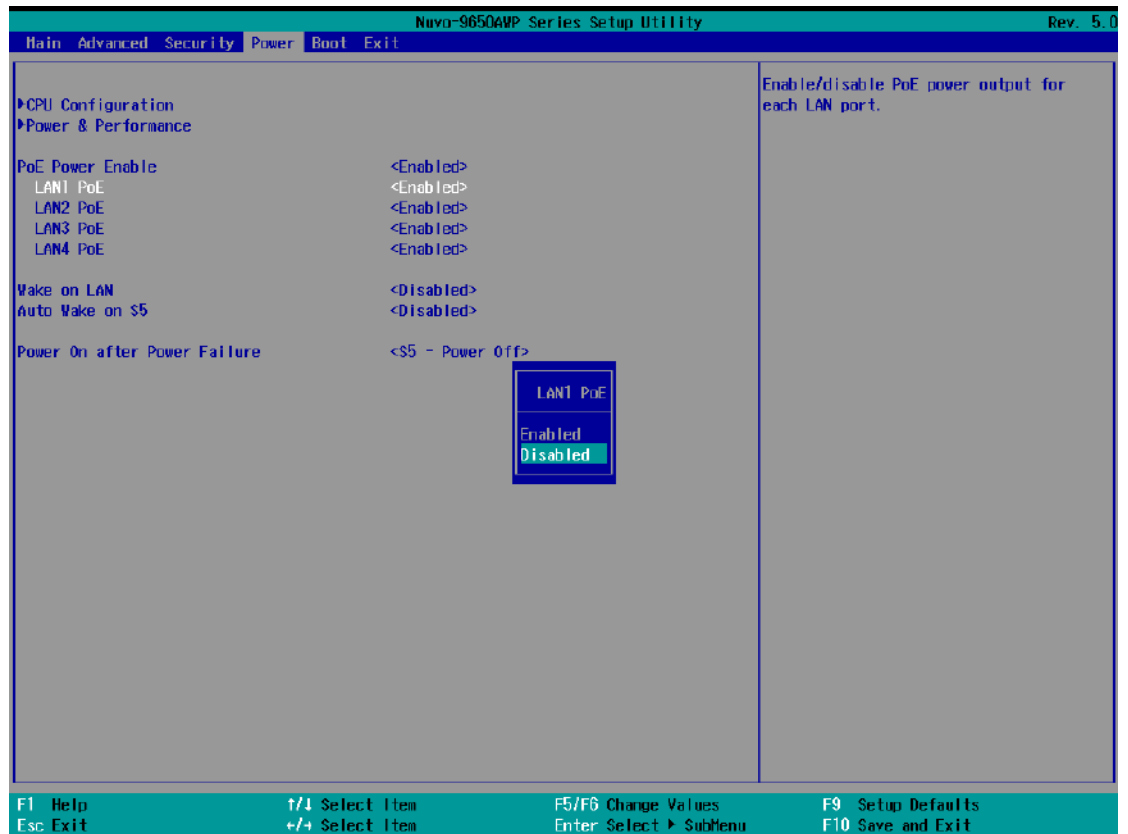 Nuvo-9650AWP Series Setup Utility Rev. 5.0
Main Advanced Security Power Boot Exit
▶CPU Configuration
▶Power & Performance
PoE Power Enable <Enabled>
LAN1 PoE <Enabled>
LAN2 PoE <Enabled>
LAN3 PoE <Enabled>
LAN4 PoE <Enabled>
Wake on LAN <Disabled>
Auto Wake on S5 <Disabled>
Power On after Power Failure <S5 - Power Off>
LAN1 PoE
Enabled
Disabled
Enable/disable PoE power output for
each LAN port.
F1 Help ↑/↓ Select Item F5/F6 Change Values F9 Setup Defaults
Esc Exit ←/→ Select Item Enter Select ▶ SubMenu F10 Save and Exit